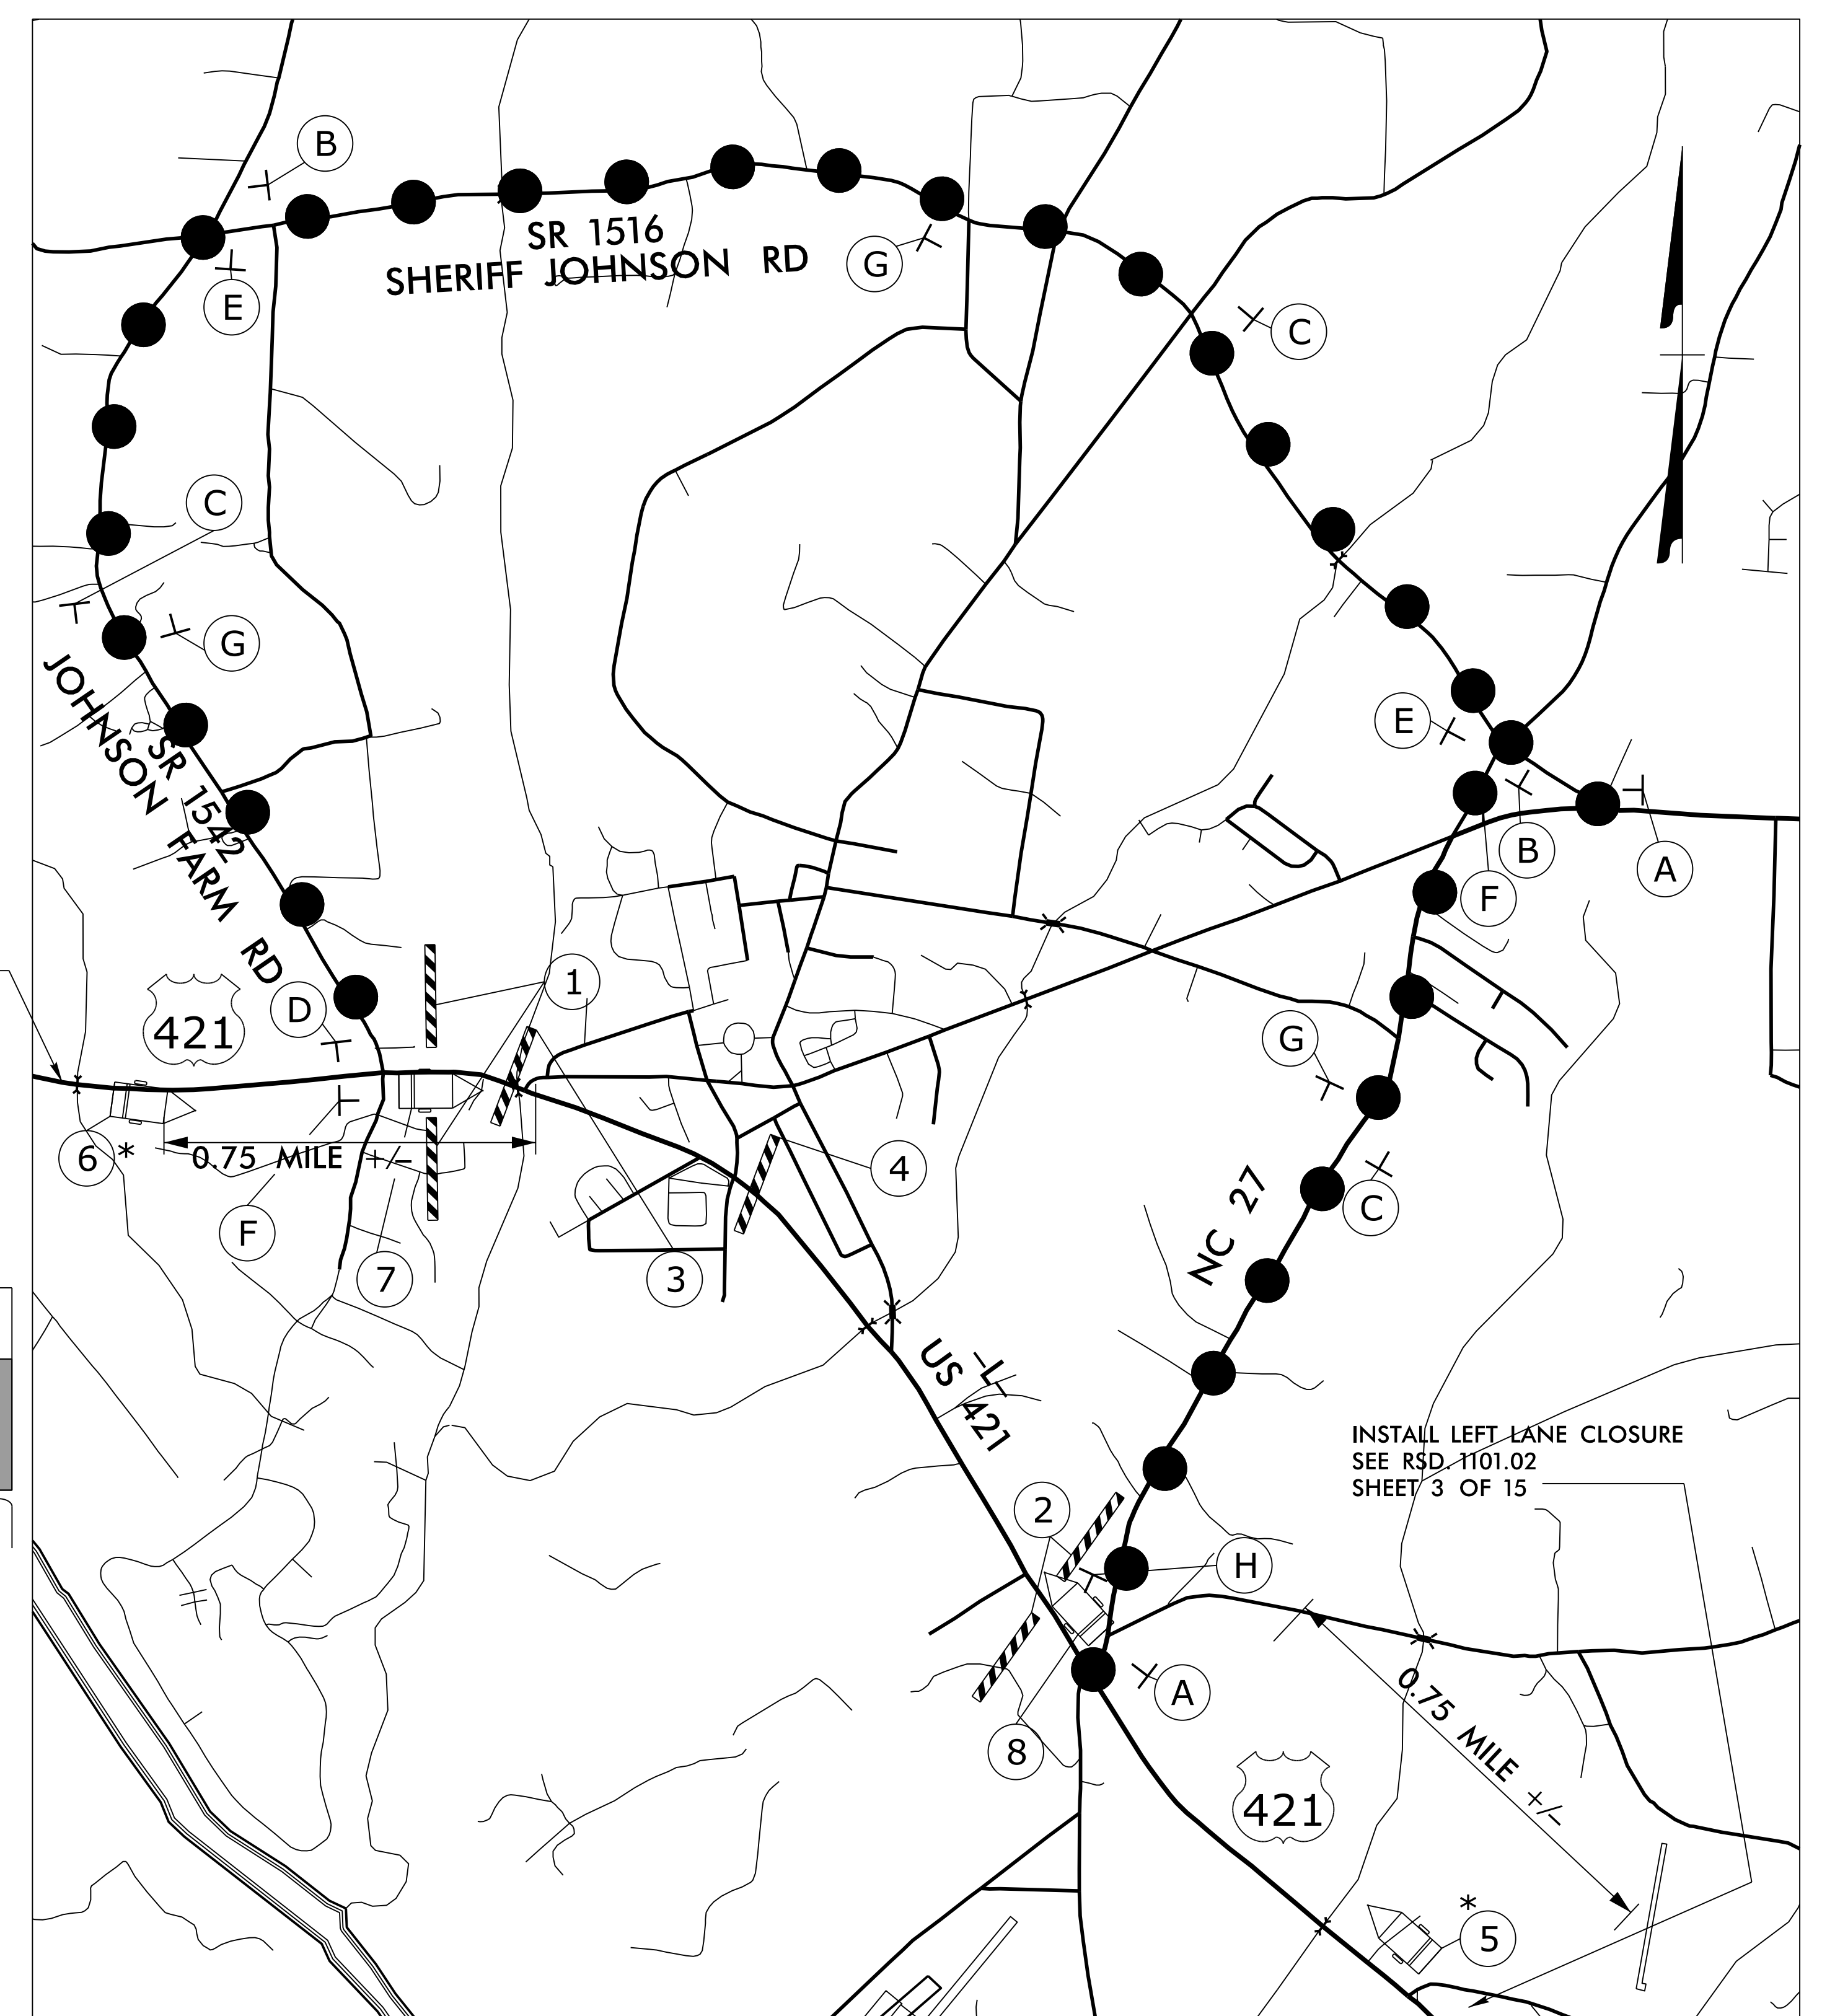 B
SR 1516
SHERIFF JOHNSON RD
G
E
C
C
G
JOHNSON FARM RD
SR 1542
E
B
A
F
1
D
421
G
6 *
0.75 MILE +/-
4
F
7
3
C
NC 27
US 421
INSTALL LEFT LANE CLOSURE
SEE RSD. 1101.02
SHEET 3 OF 15
2
H
A
0.75 MILE +/-
8
421
*
5